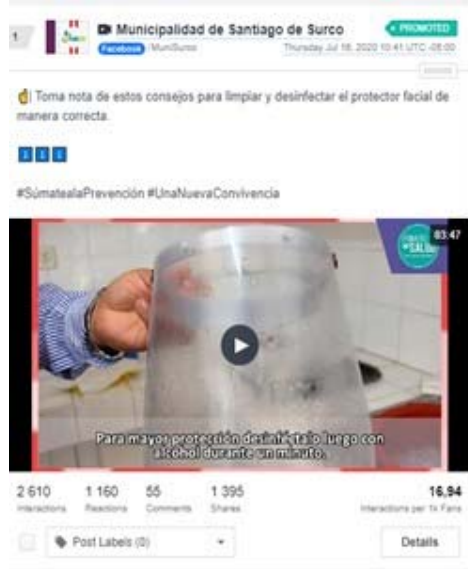 1
Municipalidad de Santiago de Surco
PROMOTED
Facebook /MuniSurco
Thursday Jul 16, 2020 10:41 UTC -05:00
| Toma nota de estos consejos para limpiar y desinfectar el protector facial de
manera correcta.
#SúmatealaPrevención #UnaNuevaConvivencia
03:47
SALUD
Para mayor protección desinféctalo luego con
alcohol durante un minuto.
2 610 1 160 55 1 395 16,94
Interactions Reactions Comments Shares Interactions per 1k Fans
Post Labels (0) Details